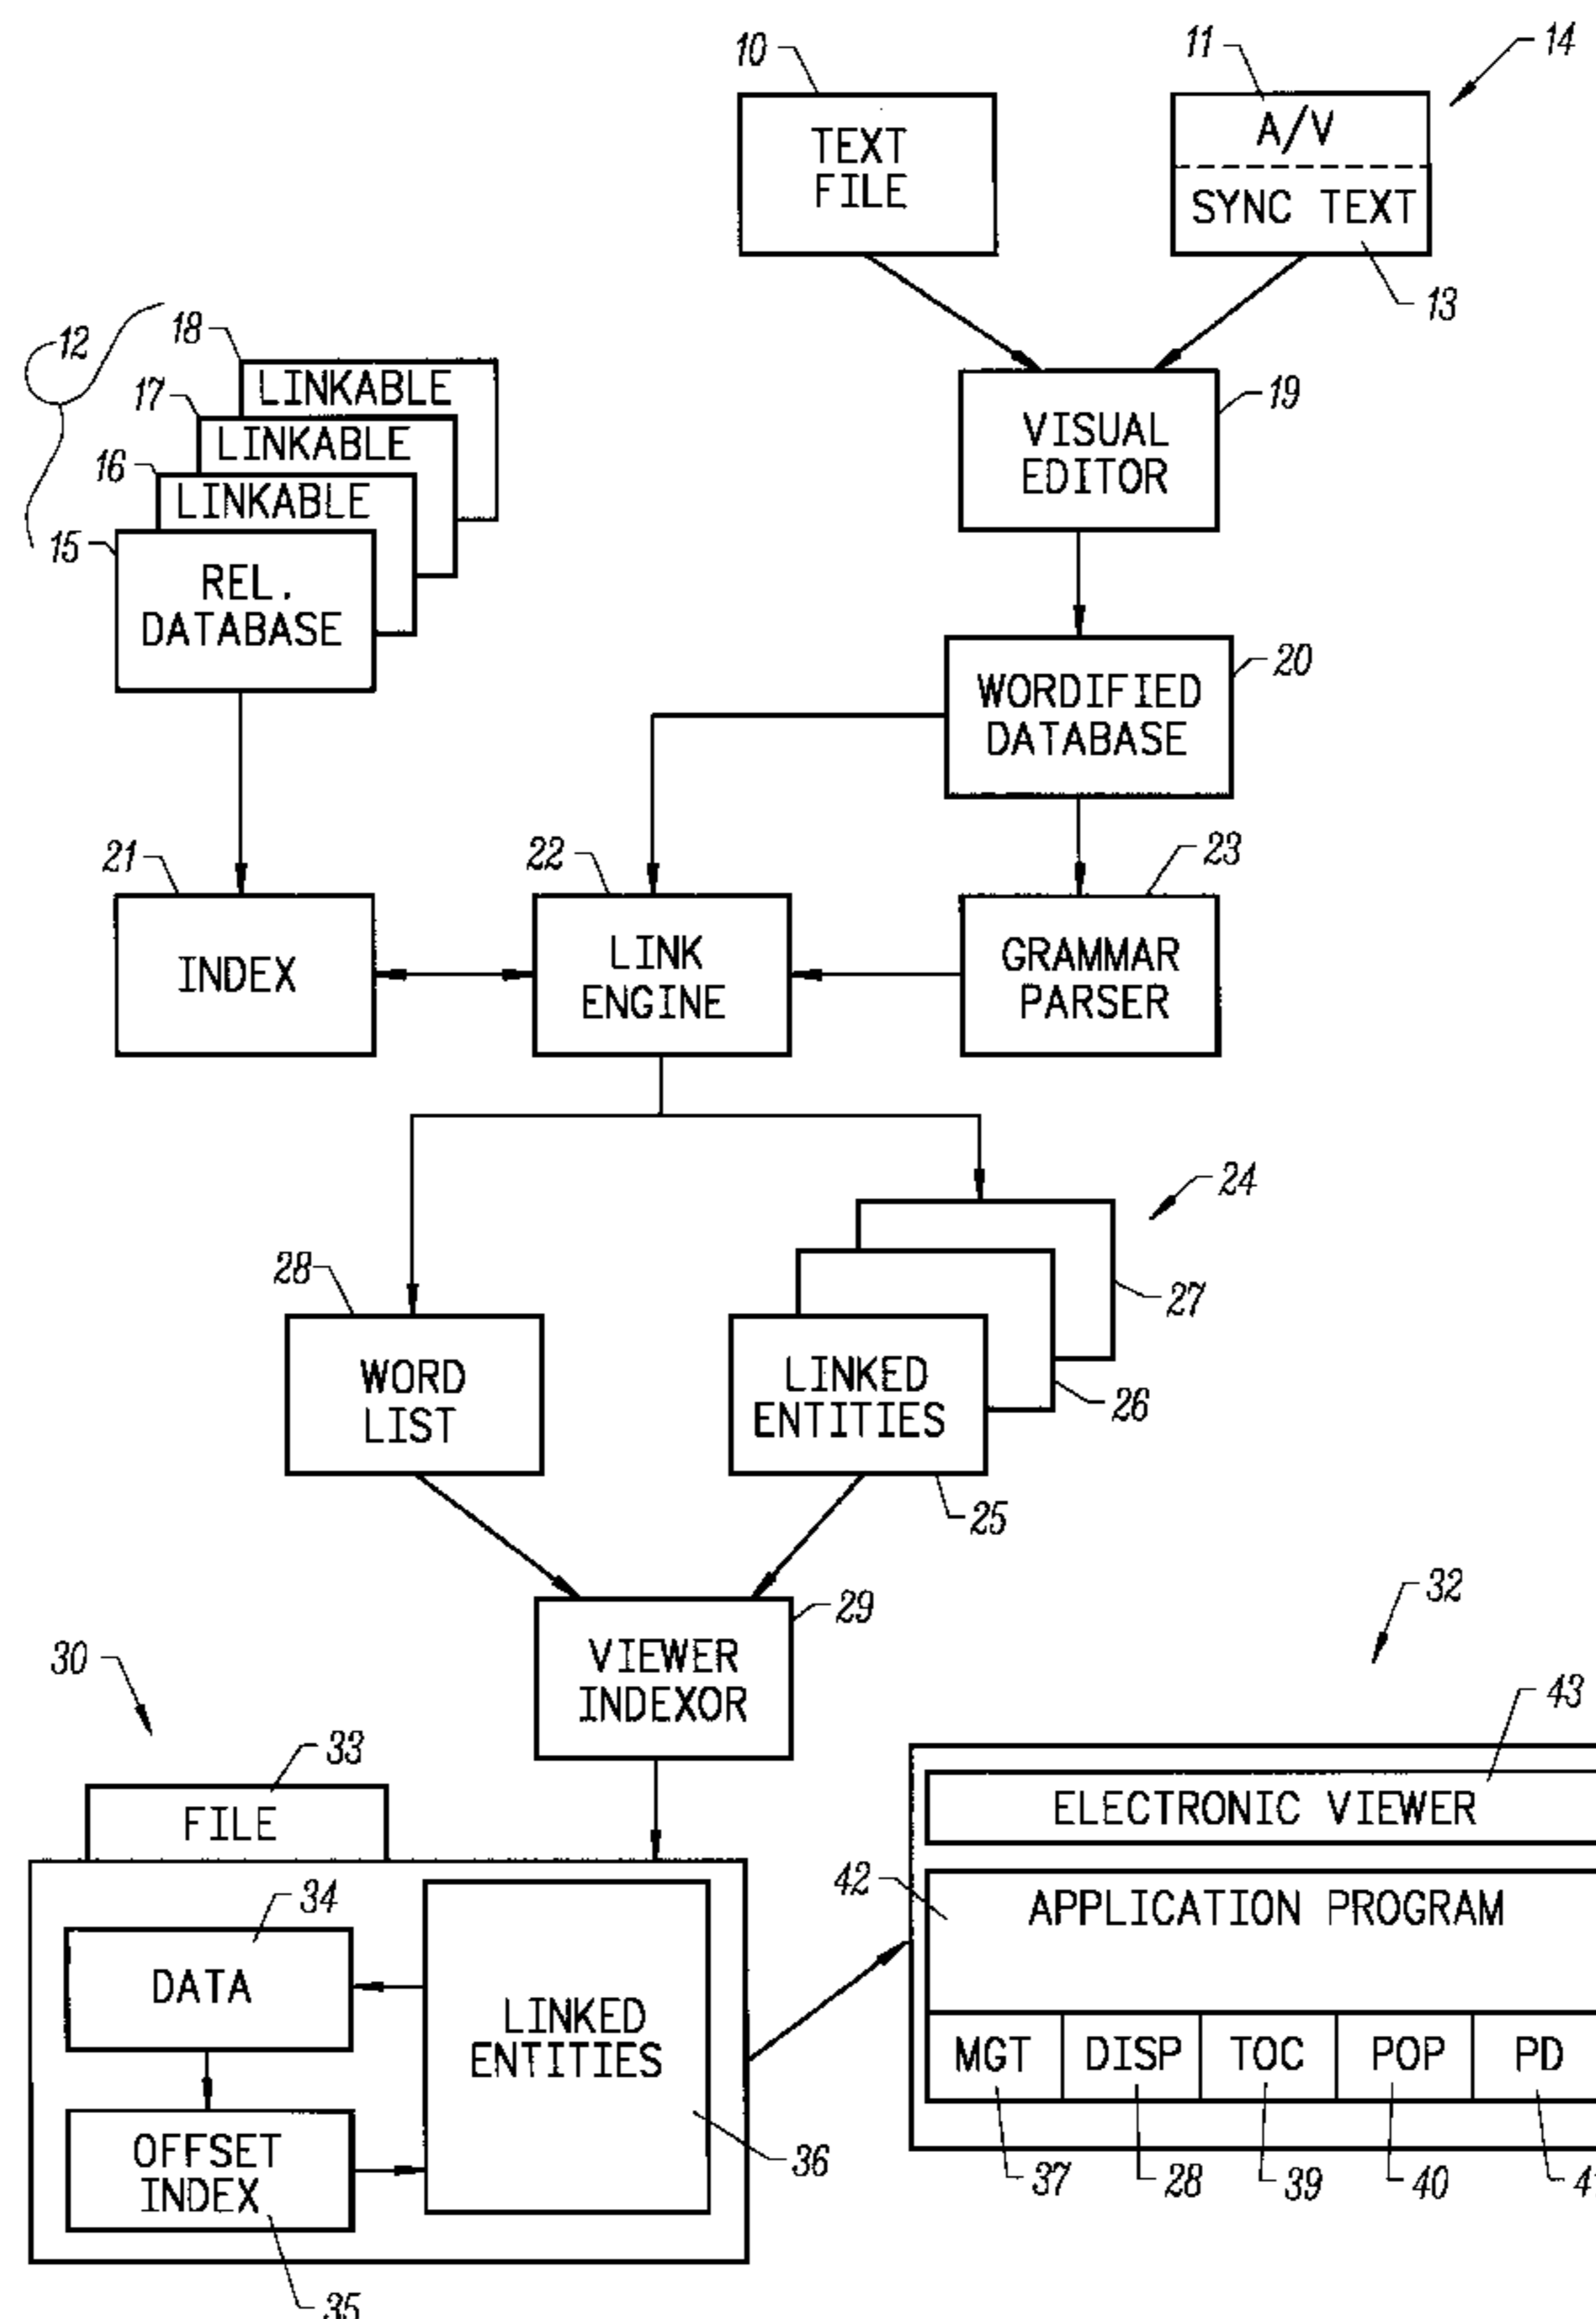 10
11
14
TEXT
FILE
A/V
SYNC TEXT
13
12
18
LINKABLE
17
LINKABLE
16
LINKABLE
15
REL.
DATABASE
19
VISUAL
EDITOR
20
WORDIFIED
DATABASE
21
INDEX
22
LINK
ENGINE
23
GRAMMAR
PARSER
24
27
26
28
WORD
LIST
LINKED
ENTITIES
25
29
VIEWER
INDEXOR
30
33
FILE
34
DATA
LINKED
ENTITIES
OFFSET
INDEX
36
35
32
43
ELECTRONIC VIEWER
42
APPLICATION PROGRAM
MGT DISP TOC POP PD
37 28 39 40